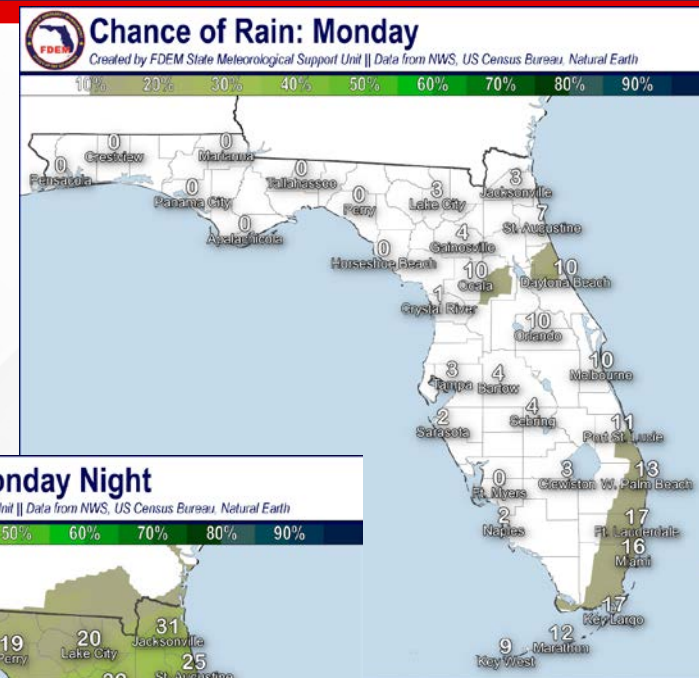 FDEM
Chance of Rain: Monday
Created by FDEM State Meteorological Support Unit || Data from NWS, US Census Bureau, Natural Earth
10% 20% 30% 40% 50% 60% 70% 80% 90%
0
Pensacola
0
Crestview
0
Marianna
0
Panama City
0
Apalachicola
0
Tallahassee
0
Perry
3
Lake City
3
Jacksonville
7
St. Augustine
4
Gainesville
0
Horseshoe Beach
10
Ocala
10
Daytona Beach
1
Crystal River
10
Orlando
10
Melbourne
3
Tampa
4
Bartow
4
Sebring
2
Sarasota
11
Port St. Lucie
0
Ft. Myers
3
Clewiston
13
W. Palm Beach
2
Naples
17
Ft. Lauderdale
16
Miami
17
Key Largo
12
Marathon
9
Key West
onday Night
nit || Data from NWS, US Census Bureau, Natural Earth
50% 60% 70% 80% 90%
19
Perry
20
Lake City
31
Jacksonville
25
St. Augustine